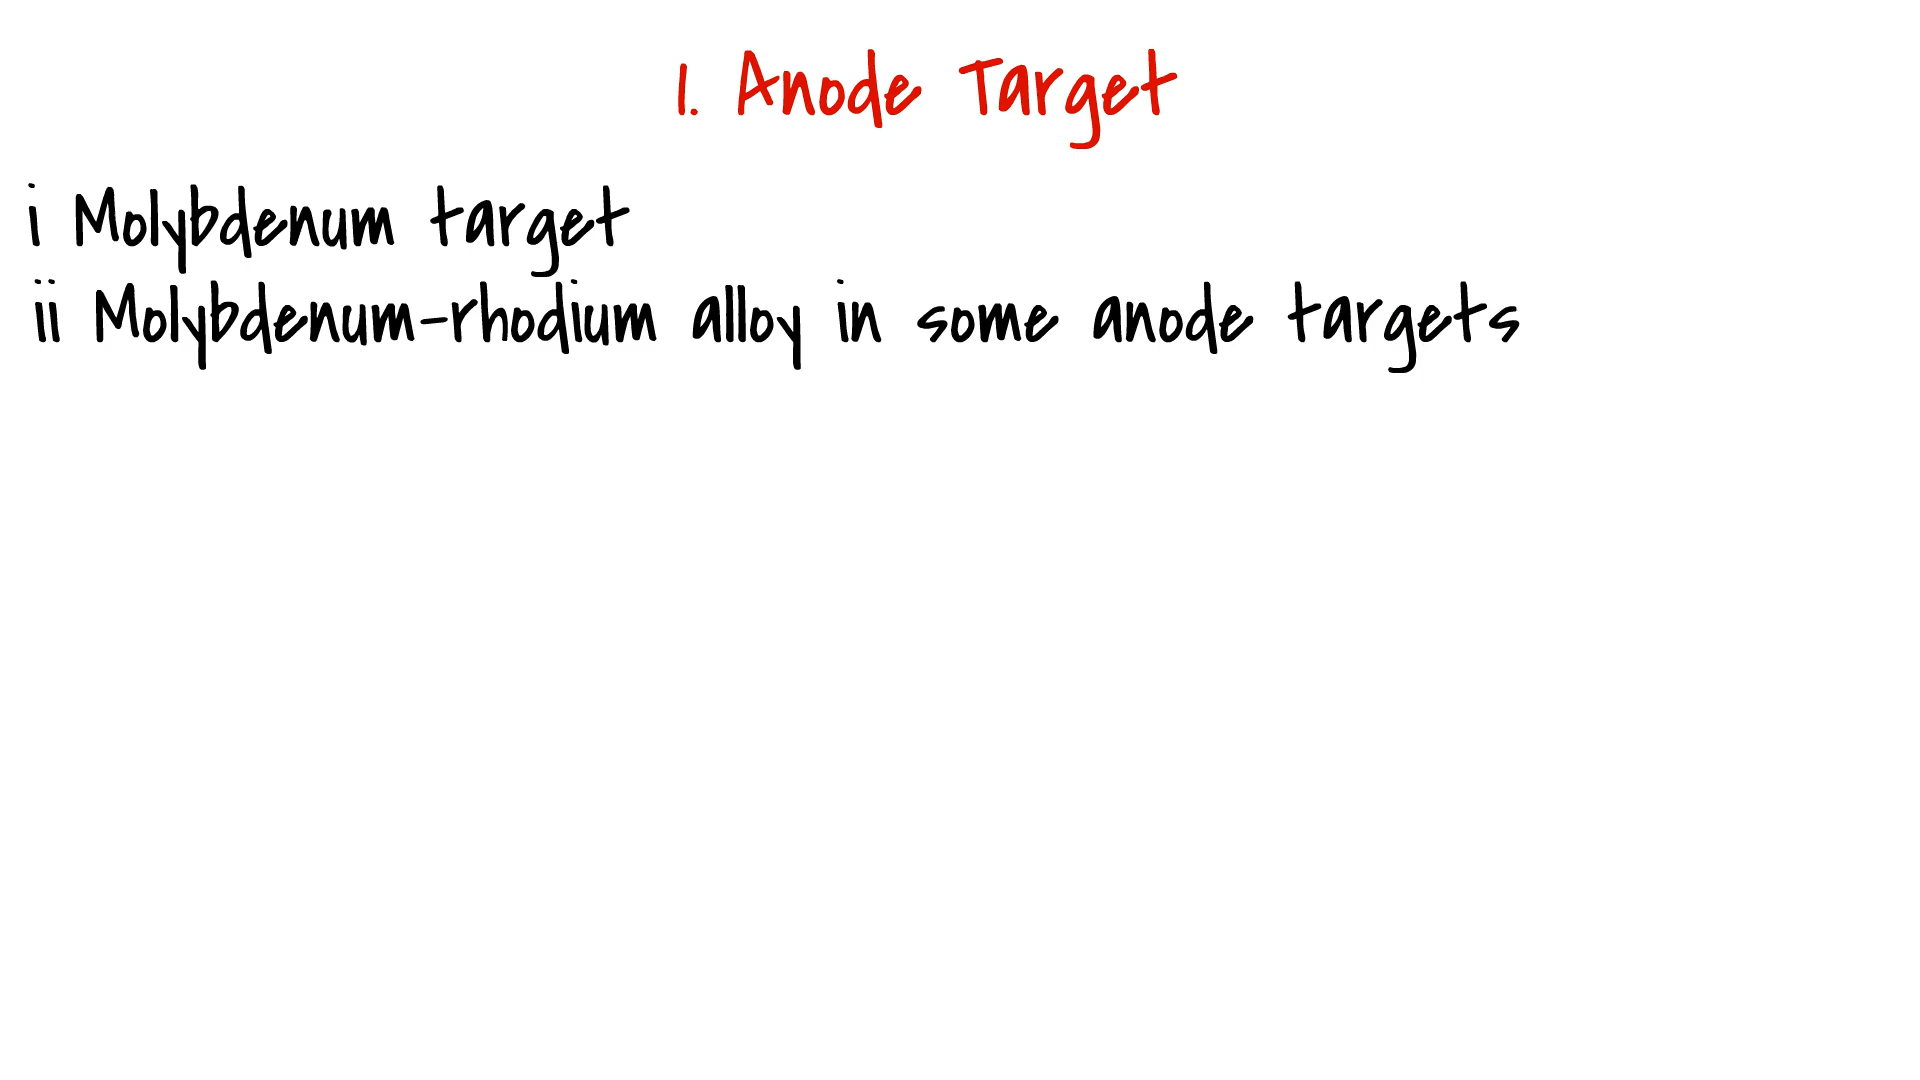 1. Anode Target
i Molybdenum target
ii Molybdenum-rhodium alloy in some anode targets